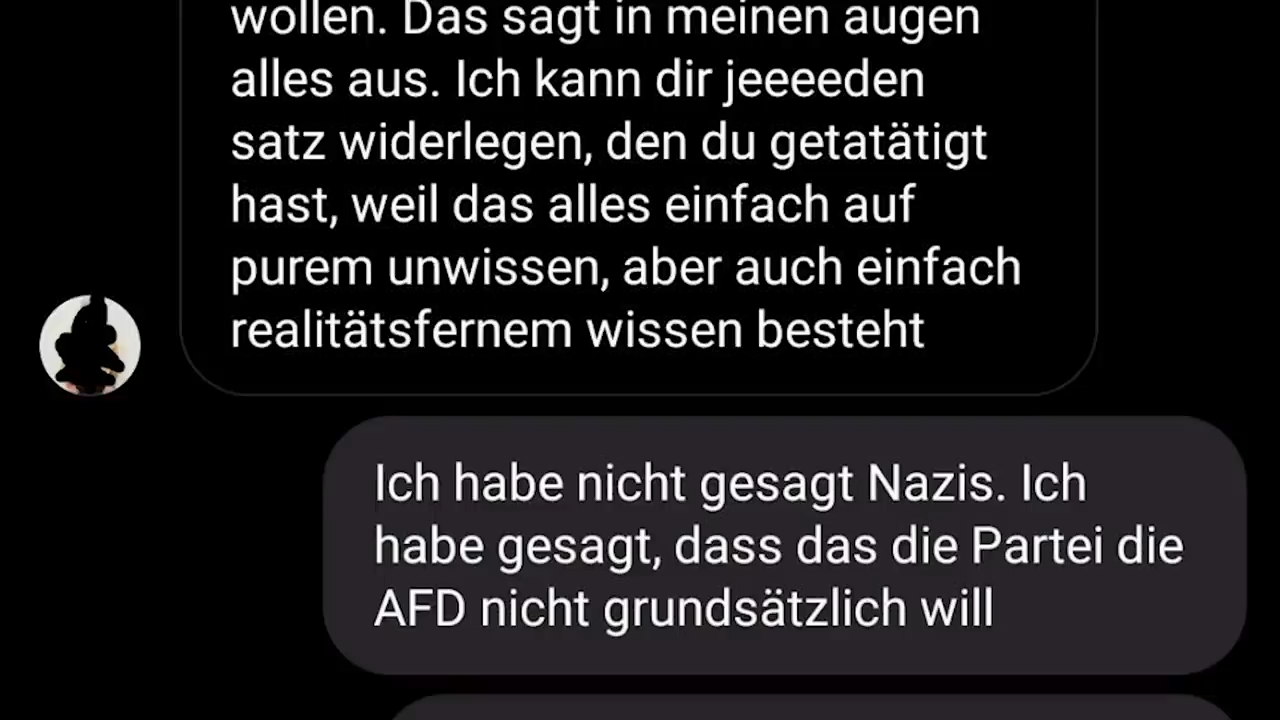 wollen. Das sagt in meinen augen
alles aus. Ich kann dir jeeeeden
satz widerlegen, den du getatätigt
hast, weil das alles einfach auf
purem unwissen, aber auch einfach
realitätsfernem wissen besteht
Ich habe nicht gesagt Nazis. Ich
habe gesagt, dass das die Partei die
AFD nicht grundsätzlich will